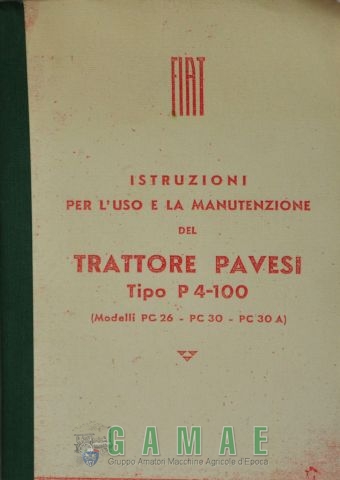 FIAT
ISTRUZIONI
PER L'USO E LA MANUTENZIONE
DEL
TRATTORE PAVESI
Tipo P 4-100
(Modelli PC 26 - PC 30 - PC 30 A)
GAMAE
Gruppo Amatori Macchine Agricole d'Epoca